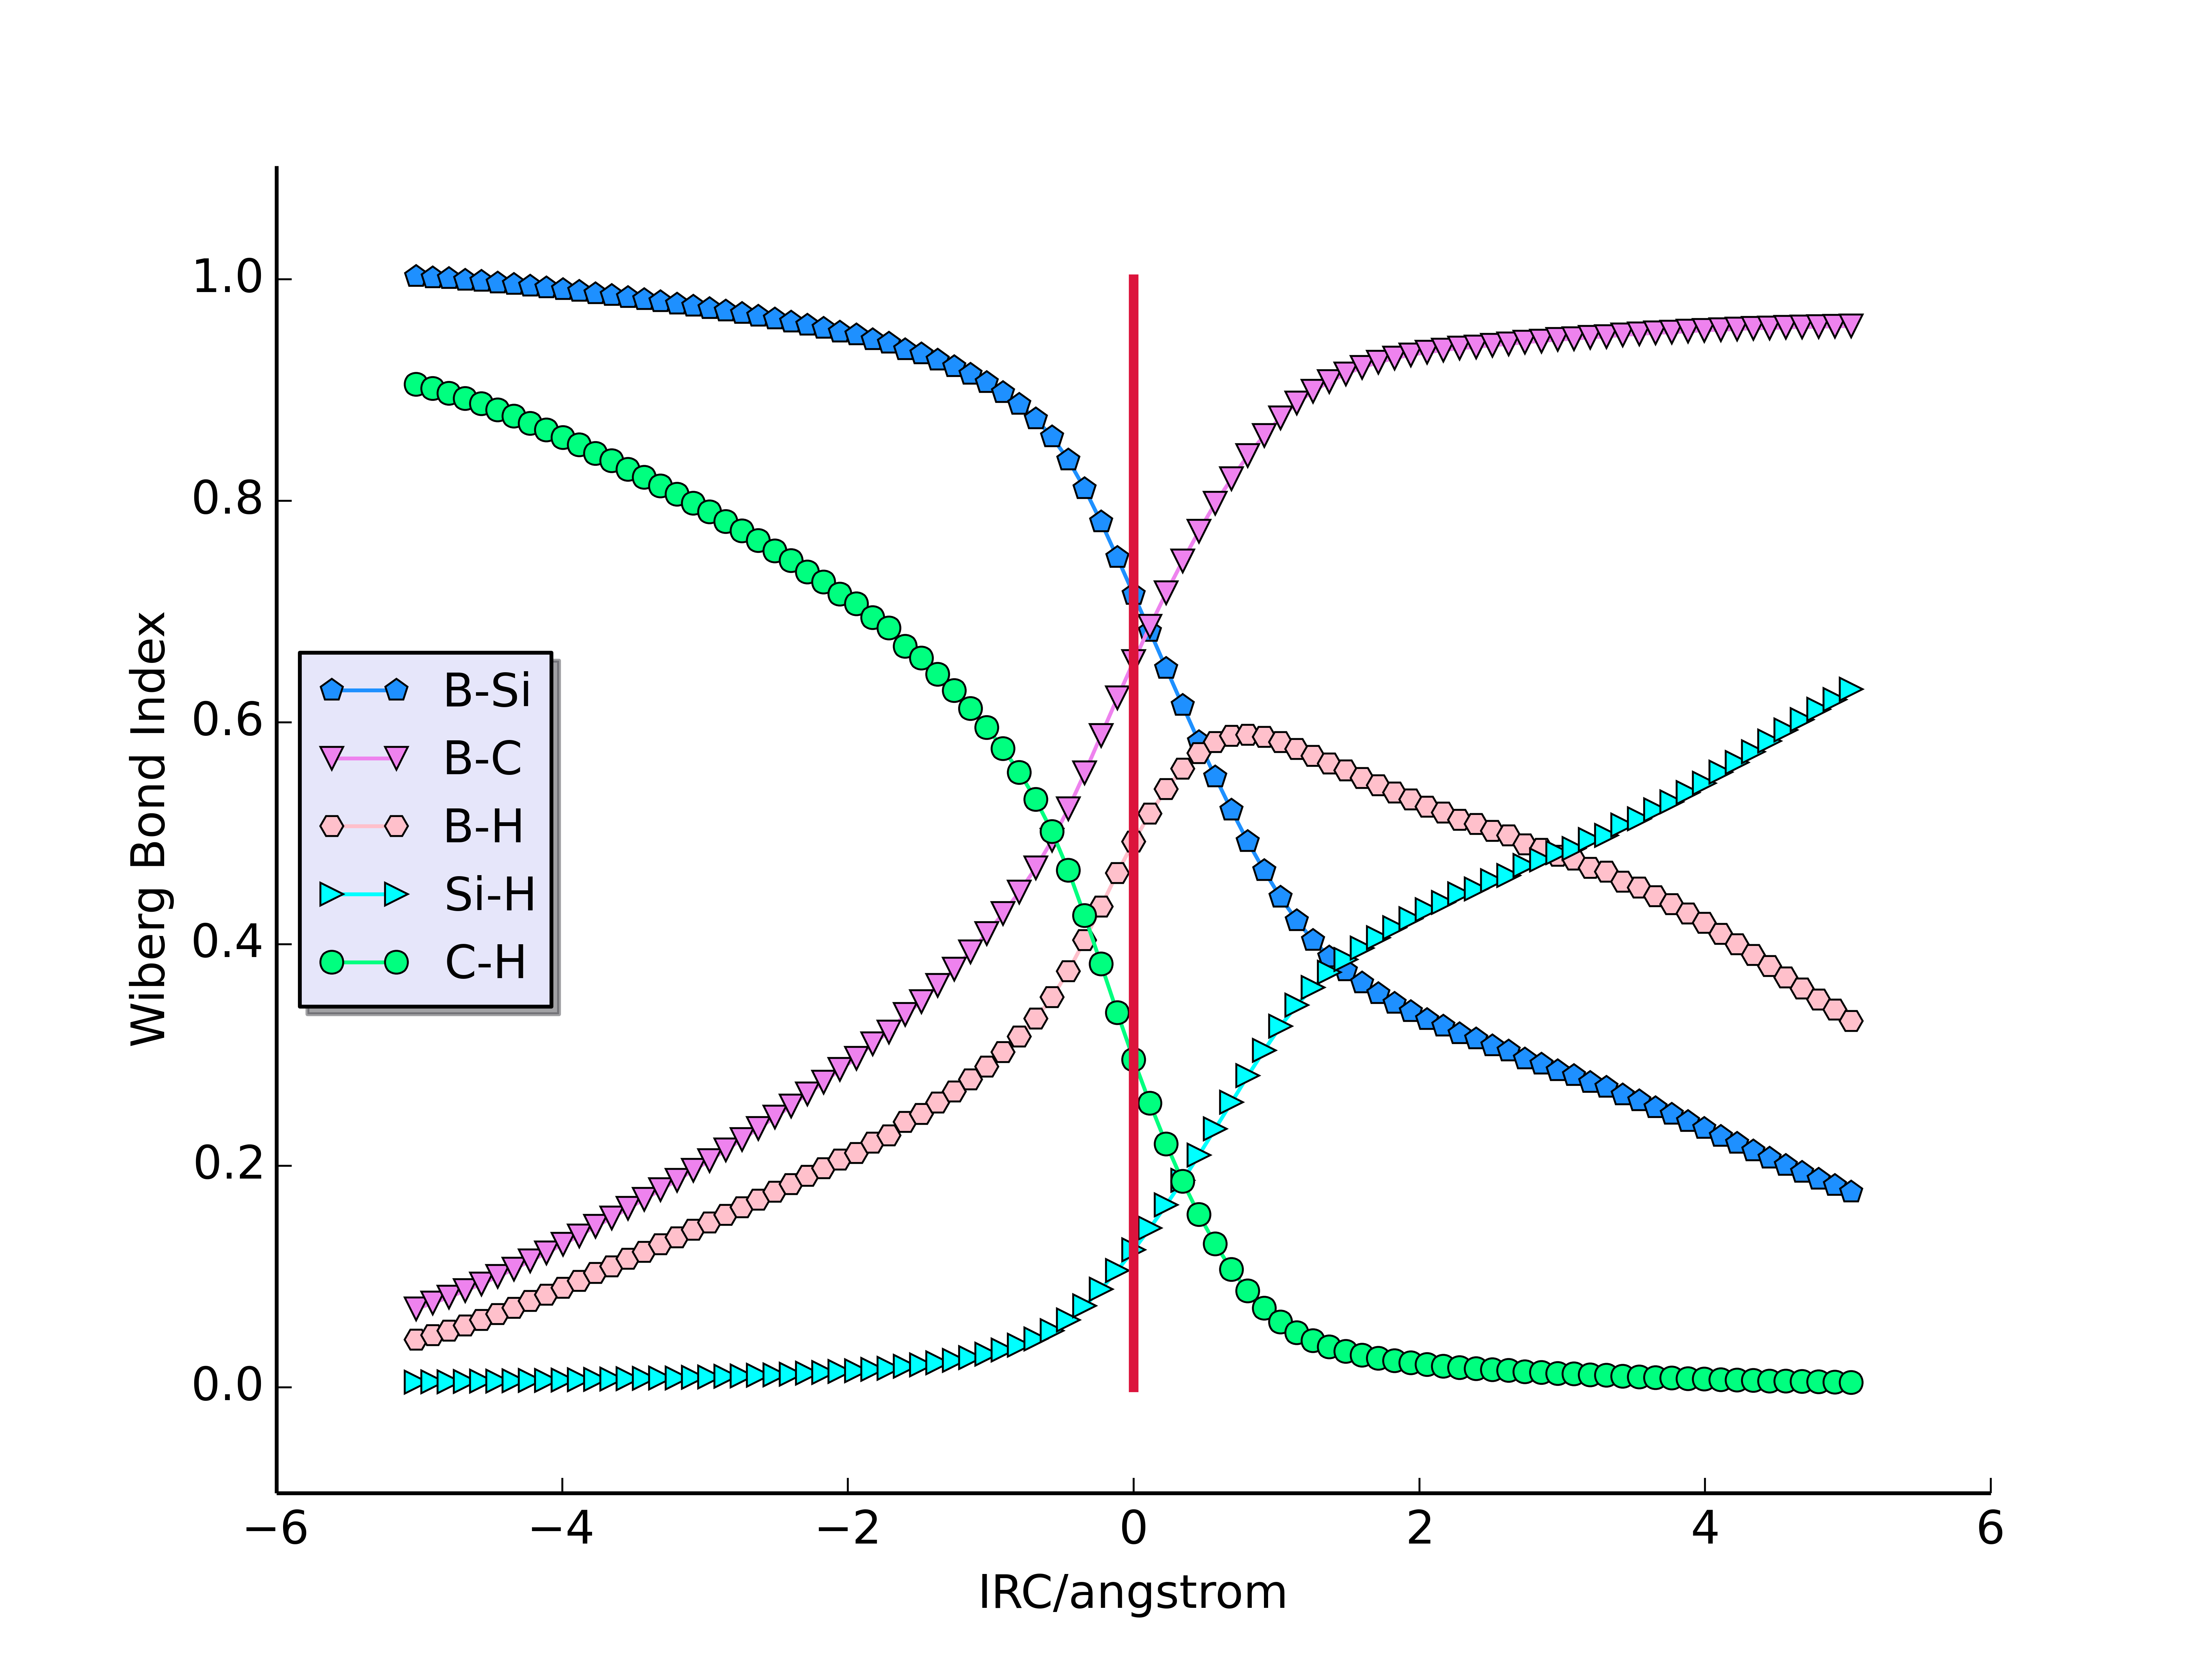 1.0
0.8
0.6
0.4
0.2
0.0
Wiberg Bond Index
B-Si
B-C
B-H
Si-H
C-H
−6 −4 −2 0 2 4 6
IRC/angstrom